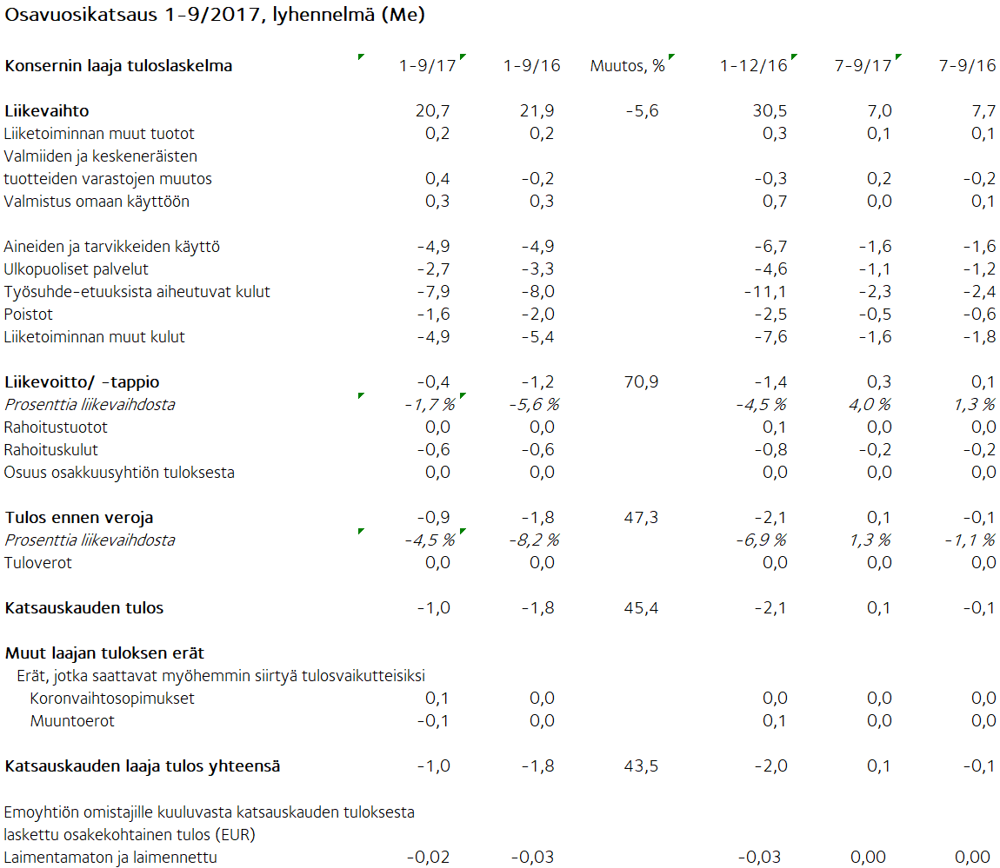 Osavuosikatsaus 1-9/2017, lyhennelmä (Me)
Konsernin laaja tuloslaskelma 1-9/17 1-9/16 Muutos, % 1-12/16 7-9/17 7-9/16
Liikevaihto 20,7 21,9 -5,6 30,5 7,0 7,7
Liiketoiminnan muut tuotot 0,2 0,2 0,3 0,1 0,1
Valmiiden ja keskeneräisten
tuotteiden varastojen muutos 0,4 -0,2 -0,3 0,2 -0,2
Valmistus omaan käyttöön 0,3 0,3 0,7 0,0 0,1
Aineiden ja tarvikkeiden käyttö -4,9 -4,9 -6,7 -1,6 -1,6
Ulkopuoliset palvelut -2,7 -3,3 -4,6 -1,1 -1,2
Työsuhde-etuuksista aiheutuvat kulut -7,9 -8,0 -11,1 -2,3 -2,4
Poistot -1,6 -2,0 -2,5 -0,5 -0,6
Liiketoiminnan muut kulut -4,9 -5,4 -7,6 -1,6 -1,8
Liikevoitto/ -tappio -0,4 -1,2 70,9 -1,4 0,3 0,1
Prosenttia liikevaihdosta -1,7 % -5,6 % -4,5 % 4,0 % 1,3 %
Rahoitustuotot 0,0 0,0 0,1 0,0 0,0
Rahoituskulut -0,6 -0,6 -0,8 -0,2 -0,2
Osuus osakkuusyhtiön tuloksesta 0,0 0,0 0,0 0,0 0,0
Tulos ennen veroja -0,9 -1,8 47,3 -2,1 0,1 -0,1
Prosenttia liikevaihdosta -4,5 % -8,2 % -6,9 % 1,3 % -1,1 %
Tuloverot 0,0 0,0 0,0 0,0 0,0
Katsauskauden tulos -1,0 -1,8 45,4 -2,1 0,1 -0,1
Muut laajan tuloksen erät
Erät, jotka saattavat myöhemmin siirtyä tulosvaikutteisiksi
Koronvaihtosopimukset 0,1 0,0 0,0 0,0 0,0
Muuntoerot -0,1 0,0 0,1 0,0 0,0
Katsauskauden laaja tulos yhteensä -1,0 -1,8 43,5 -2,0 0,1 -0,1
Emoyhtiön omistajille kuuluvasta katsauskauden tuloksesta
laskettu osakekohtainen tulos (EUR)
Laimentamaton ja laimennettu -0,02 -0,03 -0,03 0,00 0,00